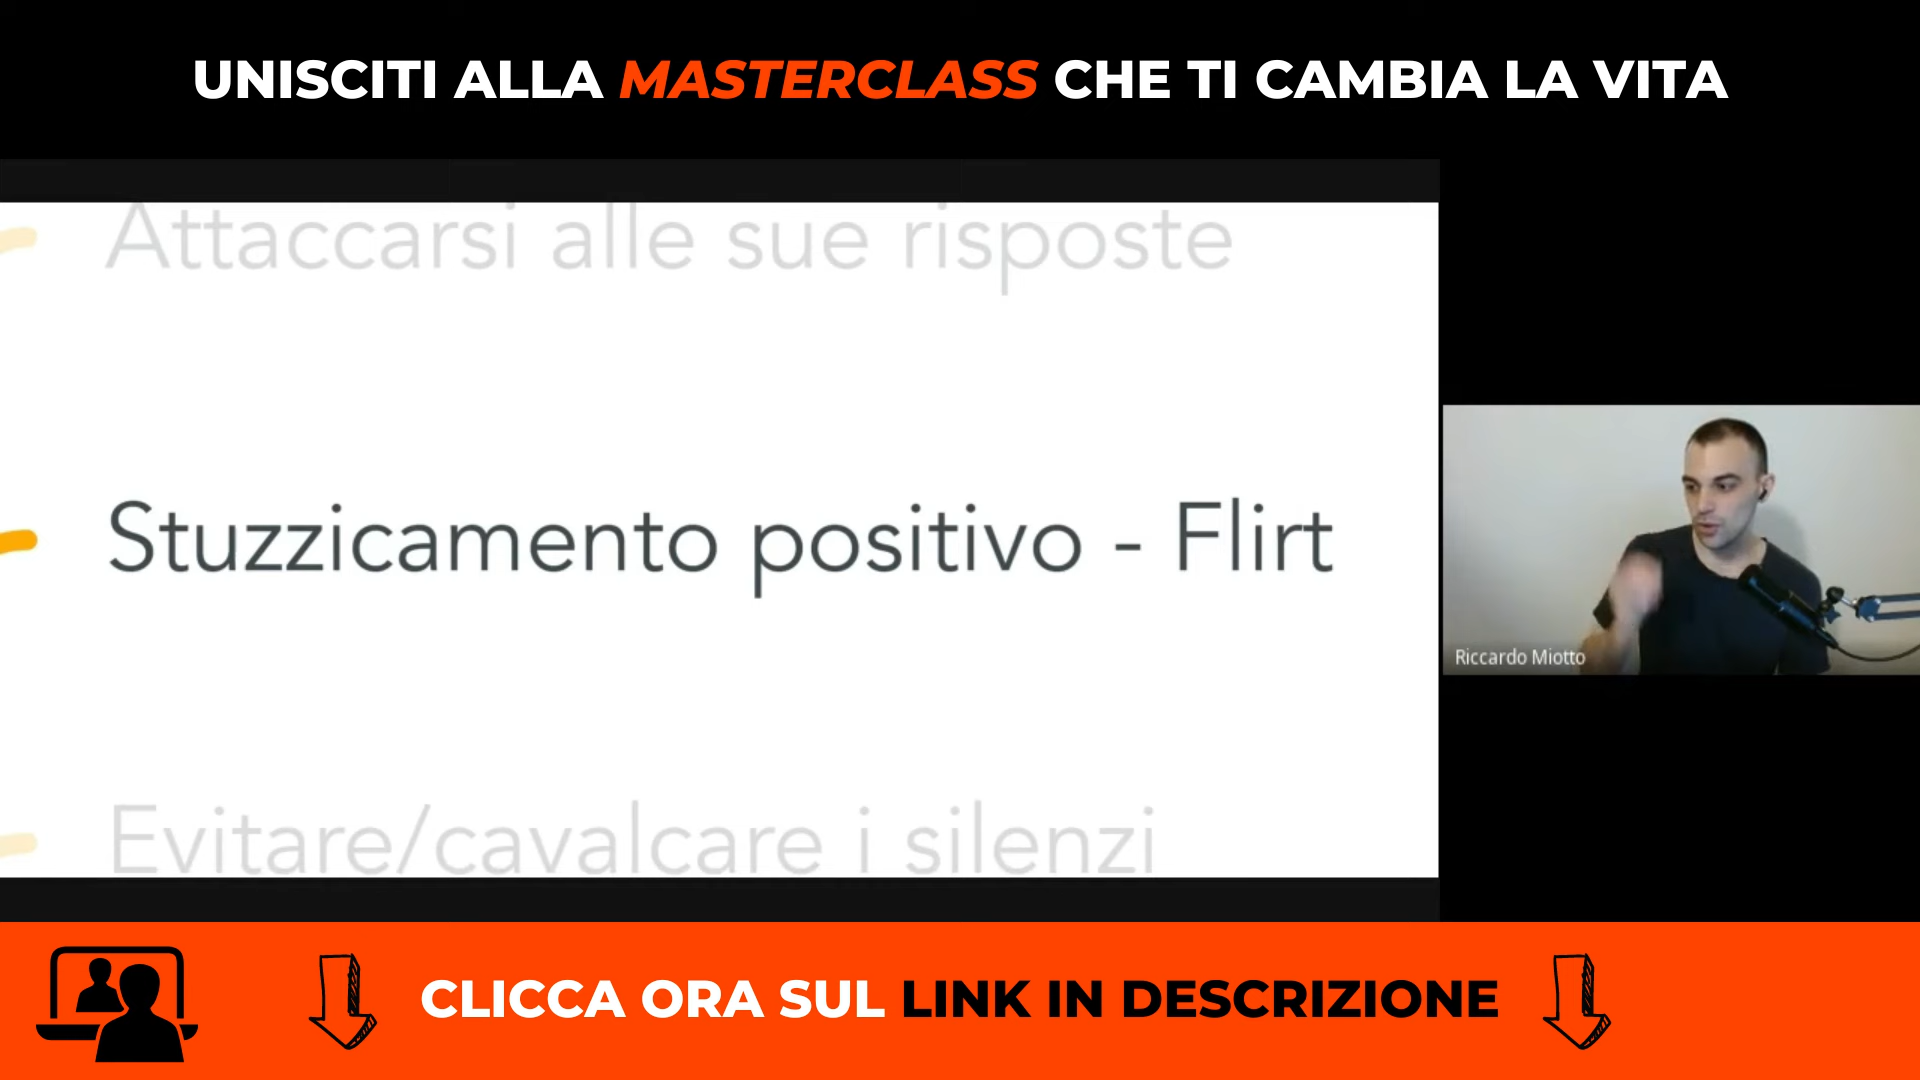 UNISCITI ALLA MASTERCLASS CHE TI CAMBIA LA VITA
Attaccarsi alle sue risposte
Stuzzicamento positivo - Flirt
Evitare/cavalcare i silenzi
Riccardo Miotto
CLICCA ORA SUL LINK IN DESCRIZIONE